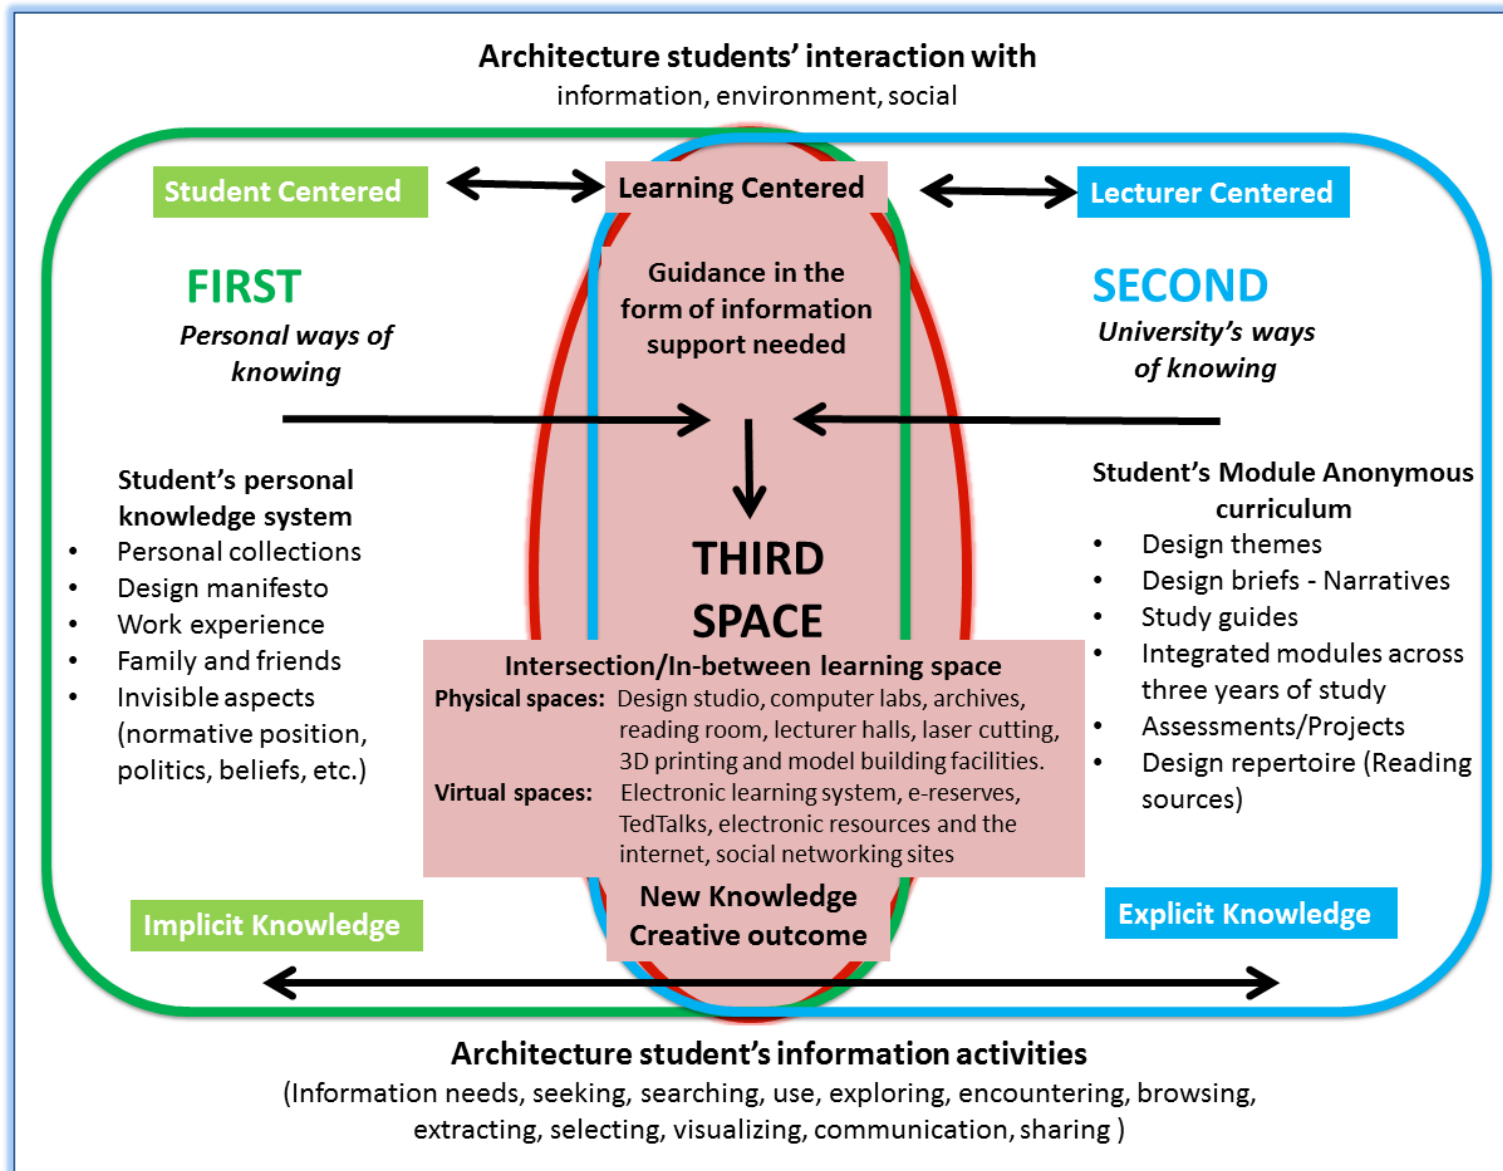 Architecture students’ interaction with
information, environment, social
Student Centered
Learning Centered
Lecturer Centered
FIRST
Personal ways of
knowing
Guidance in the
form of information
support needed
SECOND
University’s ways
of knowing
Student’s personal
knowledge system
• Personal collections
• Design manifesto
• Work experience
• Family and friends
• Invisible aspects
(normative position,
politics, beliefs, etc.)
THIRD
SPACE
Intersection/In-between learning space
Physical spaces: Design studio, computer labs, archives,
reading room, lecturer halls, laser cutting,
3D printing and model building facilities.
Virtual spaces: Electronic learning system, e-reserves,
TedTalks, electronic resources and the
internet, social networking sites
Student’s Module Anonymous
curriculum
• Design themes
• Design briefs - Narratives
• Study guides
• Integrated modules across
three years of study
• Assessments/Projects
• Design repertoire (Reading
sources)
Implicit Knowledge
New Knowledge
Creative outcome
Explicit Knowledge
Architecture student’s information activities
(Information needs, seeking, searching, use, exploring, encountering, browsing,
extracting, selecting, visualizing, communication, sharing )